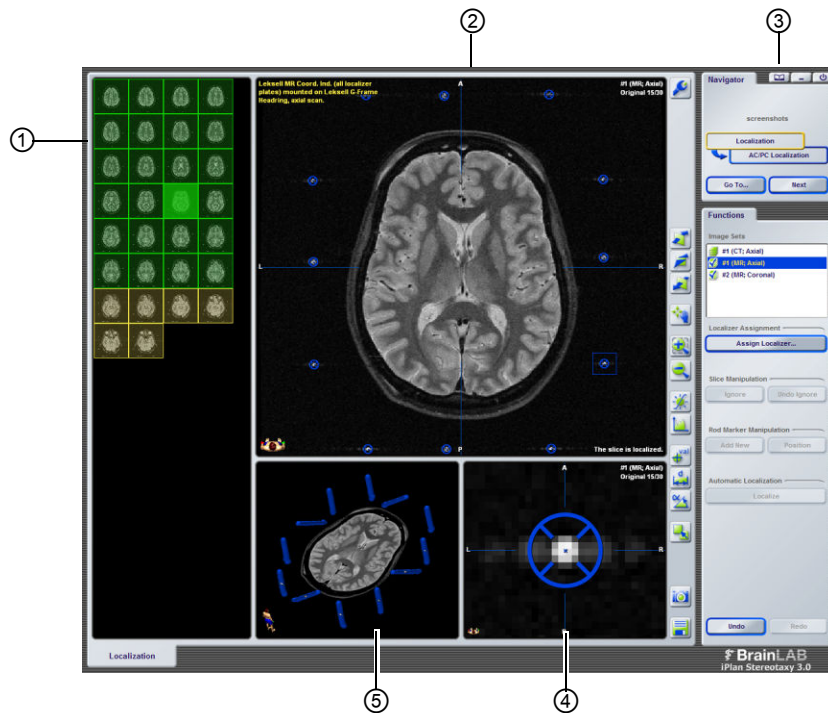 ②
③
①
Leksell MR Coord. Ind. (all localizer
plates) mounted on Leksell G-Frame
Headring, axial scan.
A
#1 (MR; Axial)
Original 15/30
L
R
P
The slice is localized.
val
d
α
#1 (MR; Axial)
Original 15/30
A
L
R
⑤
④
Localization
Navigator
screenshots
Localization
AC/PC Localization
Go To...
Next
Functions
Image Sets
#1 (CT; Axial)
#1 (MR; Axial)
#2 (MR; Coronal)
Localizer Assignment
Assign Localizer...
Slice Manipulation
Ignore
Undo Ignore
Rod Marker Manipulation
Add New
Position
Automatic Localization
Localize
Undo
Redo
BrainLAB
iPlan Stereotaxy 3.0